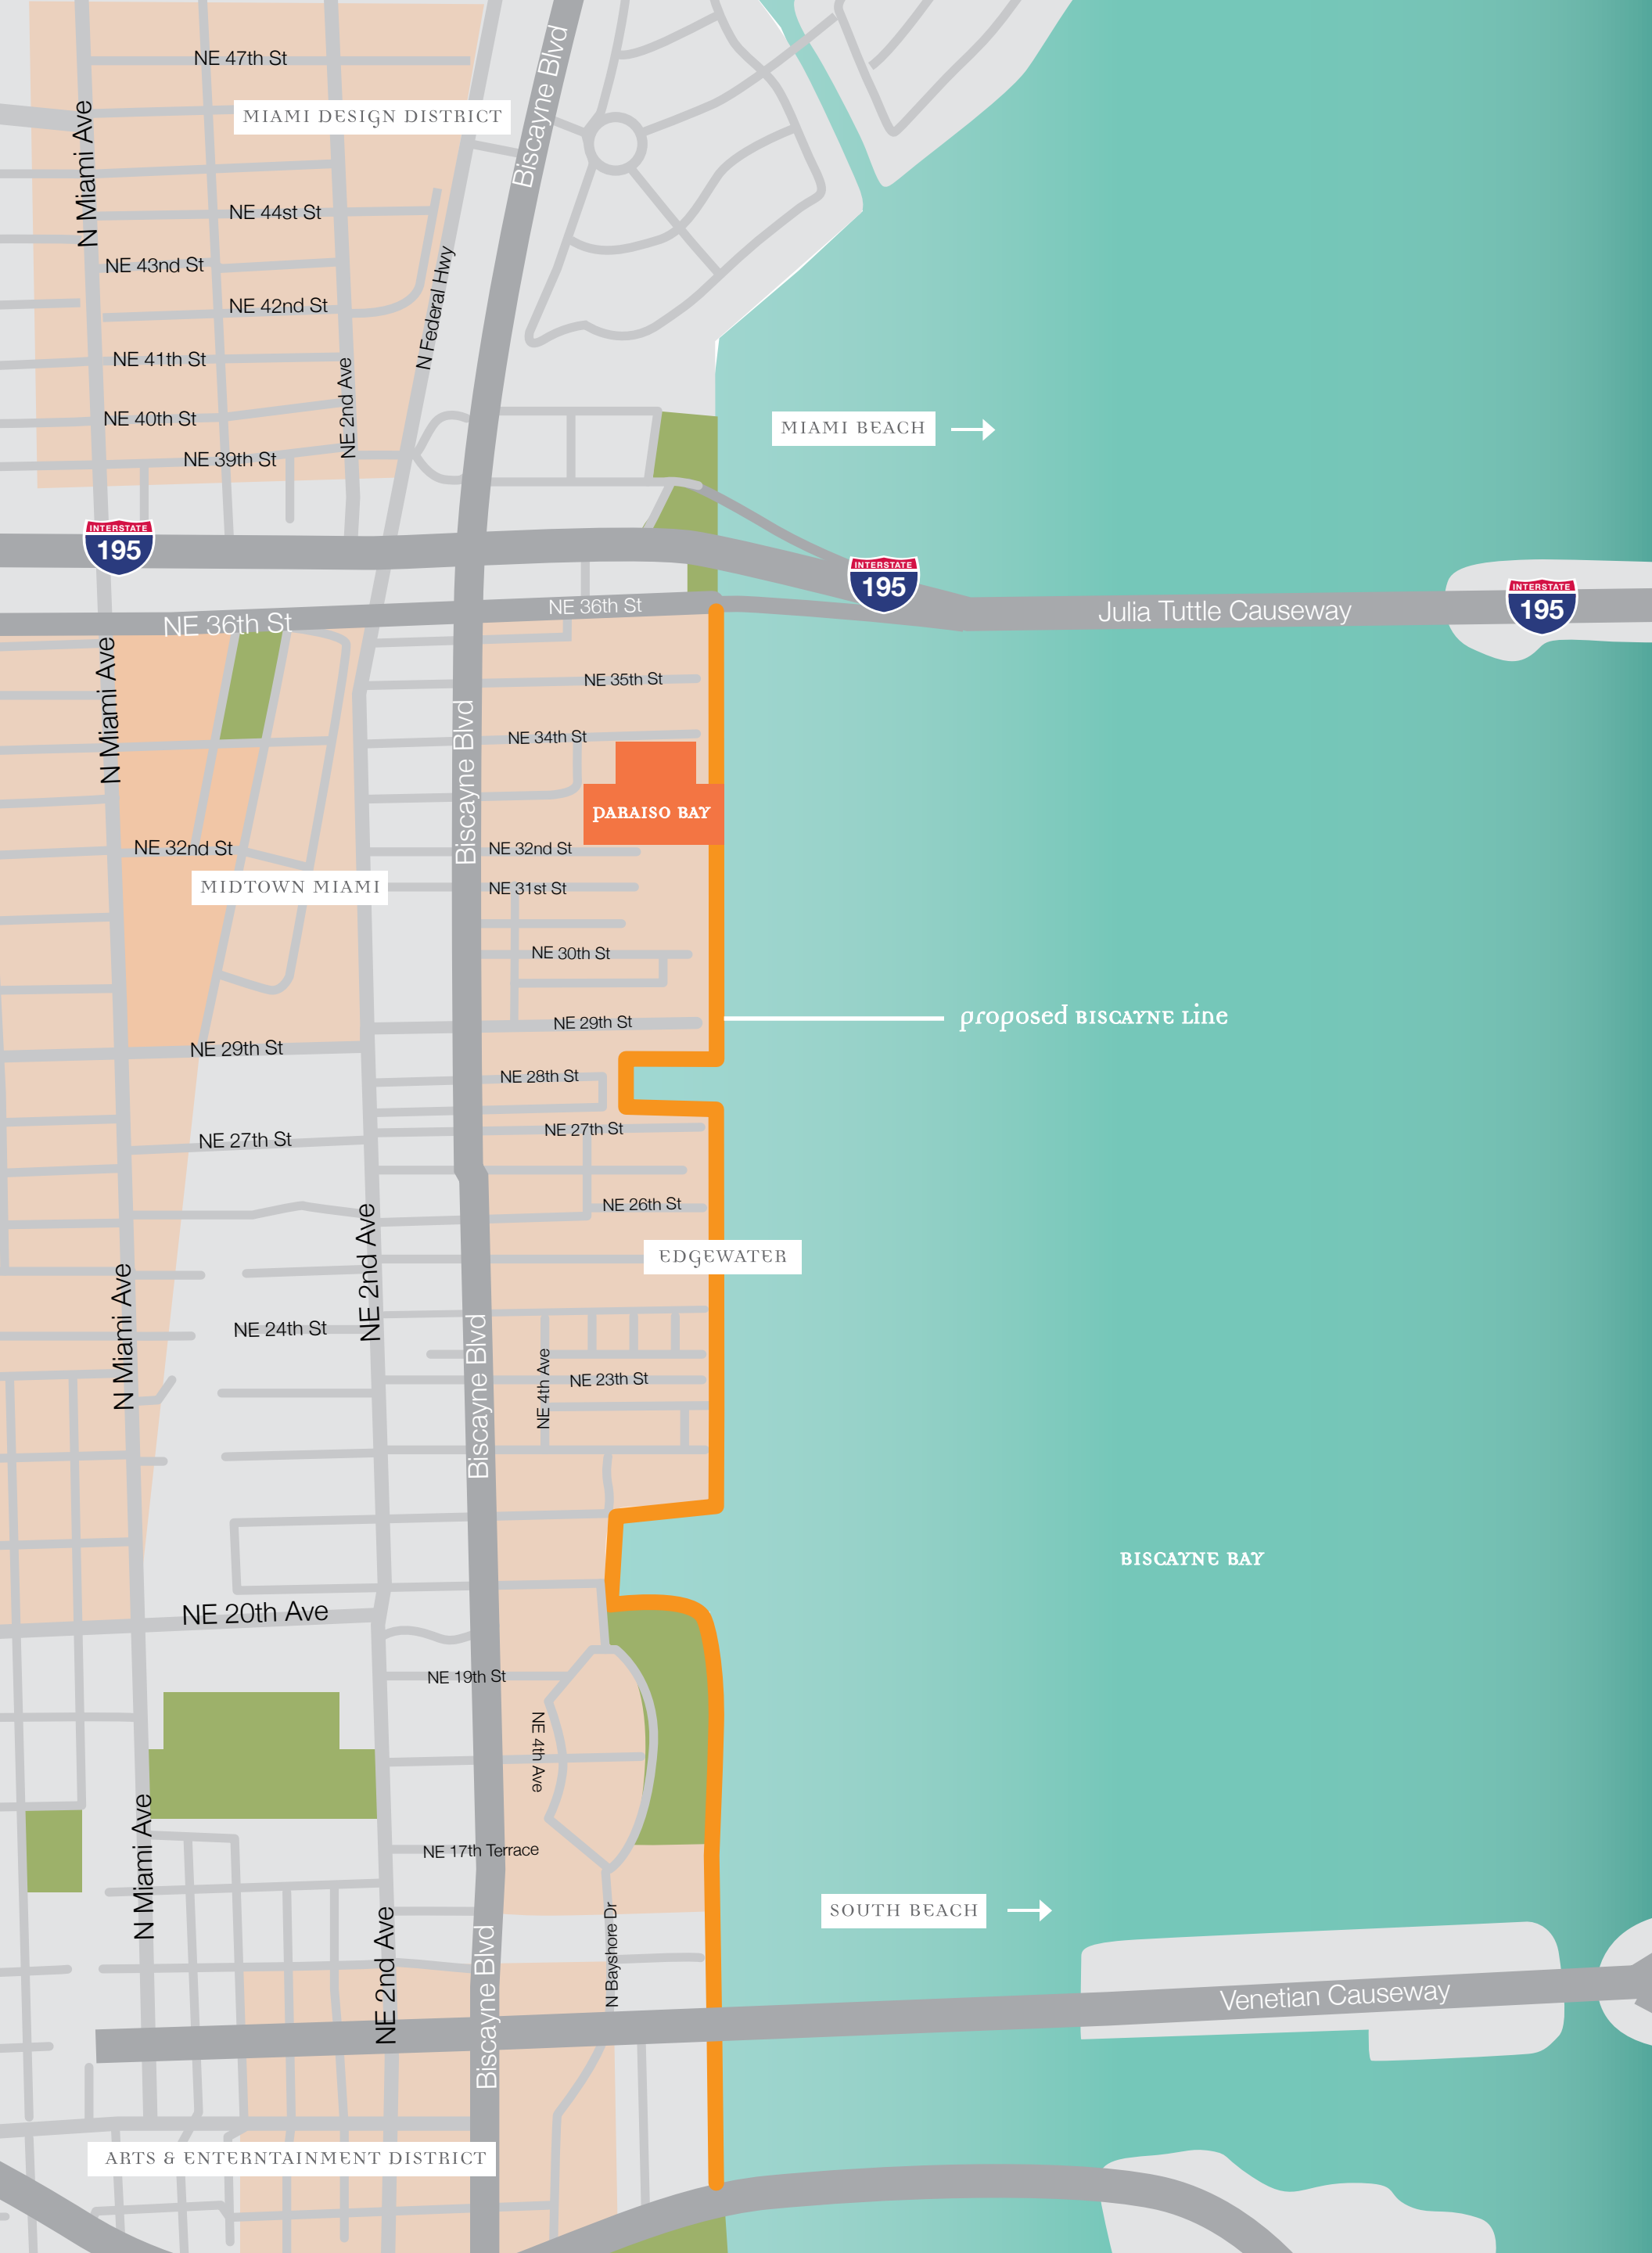 NE 47th St
Biscayne Blvd
MIAMI DESIGN DISTRICT
N Miami Ave
NE 44st St
NE 43nd St
N Federal Hwy
NE 42nd St
NE 41th St
NE 2nd Ave
NE 40th St
MIAMI BEACH
NE 39th St
INTERSTATE
195
INTERSTATE
195
INTERSTATE
195
NE 36th St
NE 36th St
Julia Tuttle Causeway
N Miami Ave
NE 35th St
NE 34th St
Biscayne Blvd
PARAISO BAY
NE 32nd St
NE 32nd St
MIDTOWN MIAMI
NE 31st St
NE 30th St
proposed BISCAYNE Line
NE 29th St
NE 29th St
NE 28th St
NE 27th St
NE 27th St
NE 26th St
NE 2nd Ave
EDGEWATER
N Miami Ave
NE 24th St
Biscayne Blvd
NE 4th Ave
NE 23th St
BISCAYNE BAY
NE 20th Ave
NE 19th St
NE 4th Ave
N Miami Ave
NE 17th Terrace
SOUTH BEACH
NE 2nd Ave
Biscayne Blvd
N Bayshore Dr
Venetian Causeway
ARTS & ENTERNTAINMENT DISTRICT